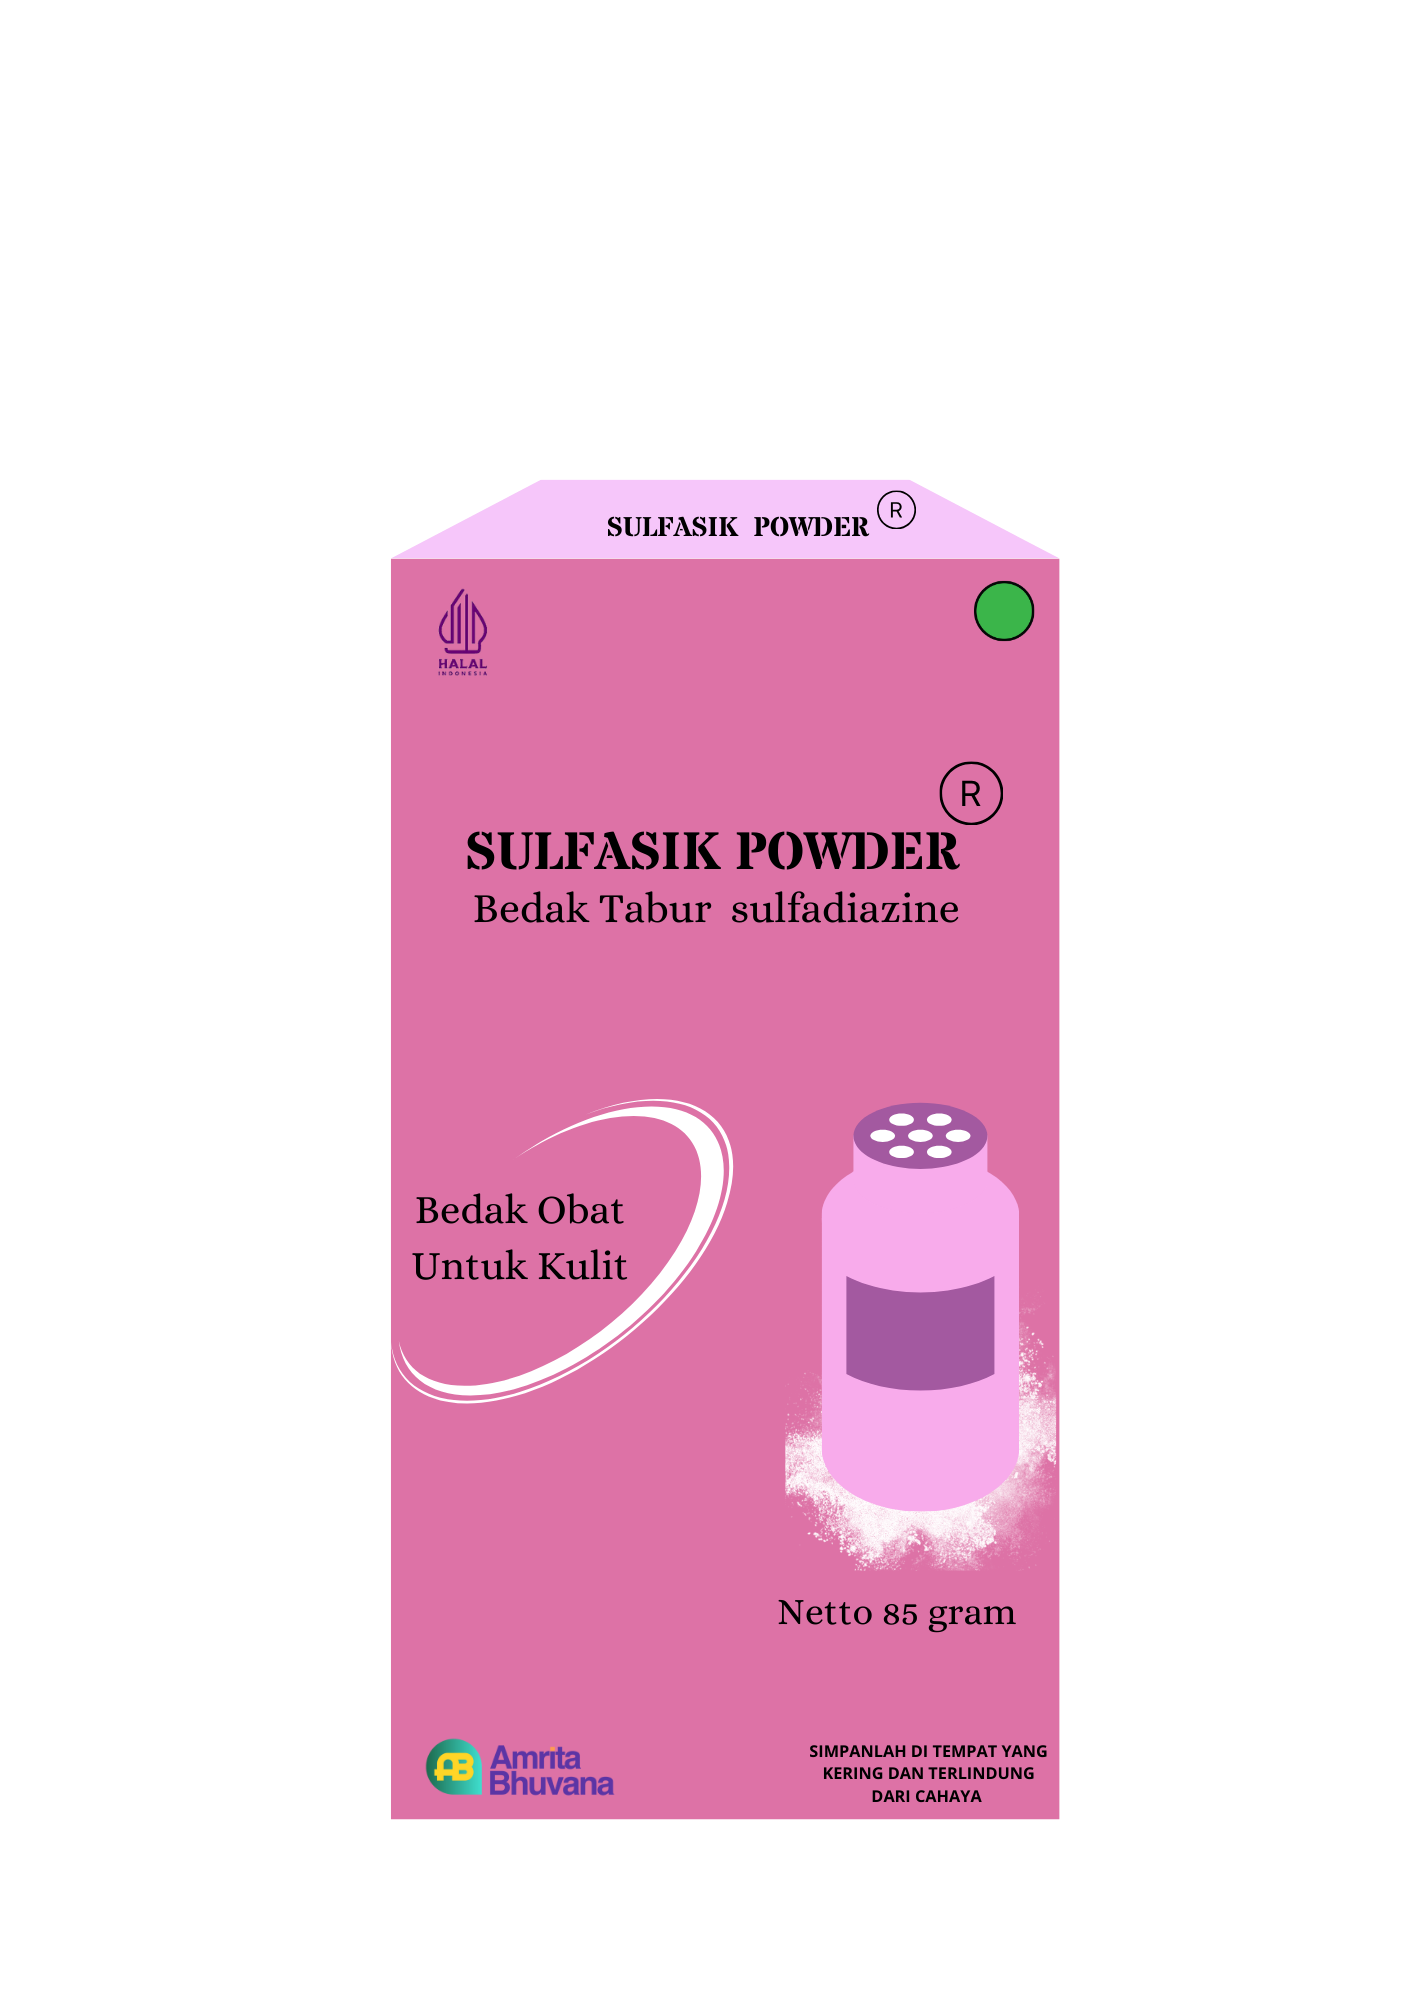 SULFASIK POWDER
R
HALAL
INDONESIA
R
SULFASIK POWDER
Bedak Tabur sulfadiazine
Bedak Obat
Untuk Kulit
Netto 85 gram
AB
Amrita
Bhuvana
SIMPANLAH DI TEMPAT YANG
KERING DAN TERLINDUNG
DARI CAHAYA